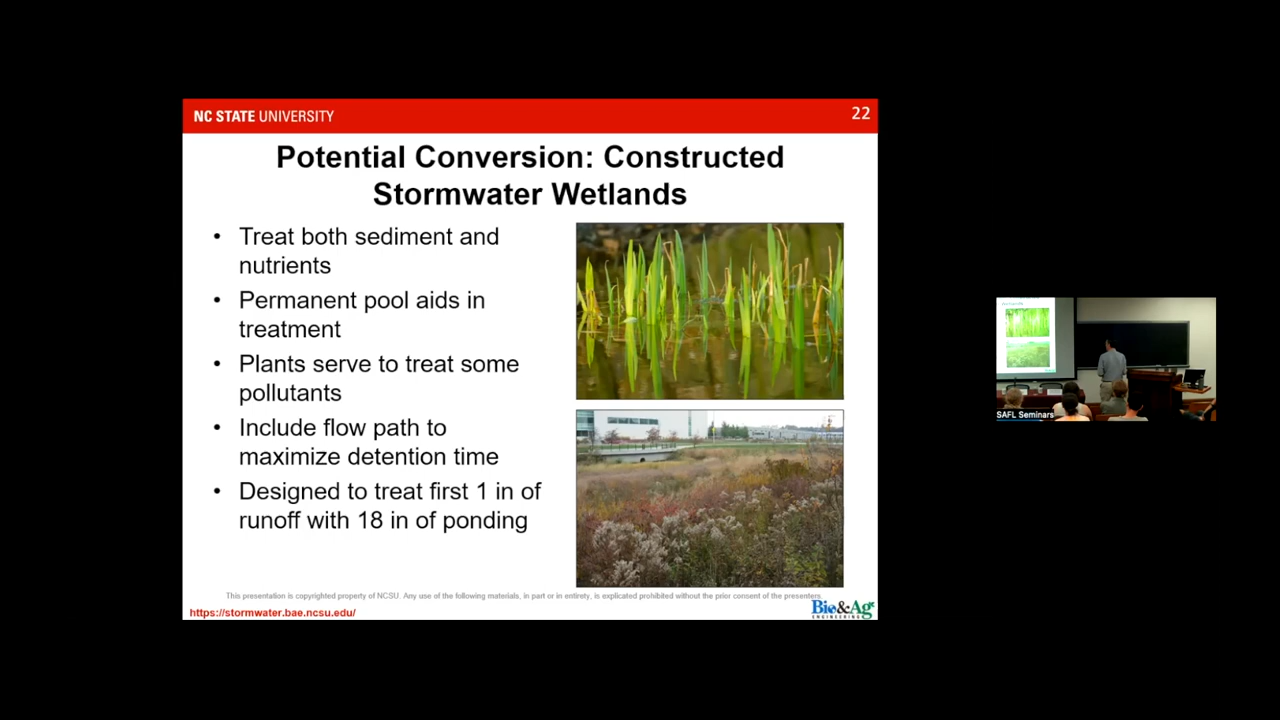 NC STATE UNIVERSITY
22
Potential Conversion: Constructed
Stormwater Wetlands
• Treat both sediment and
nutrients
• Permanent pool aids in
treatment
• Plants serve to treat some
pollutants
• Include flow path to
maximize detention time
• Designed to treat first 1 in of
runoff with 18 in of ponding
This presentation is copyrighted property of NCSU. Any use of the following materials, in part or in entirety, is explicated prohibited without the prior consent of the presenters.
https://stormwater.bae.ncsu.edu/
Bio&Ag
ENGINEERING
SAFL Seminars